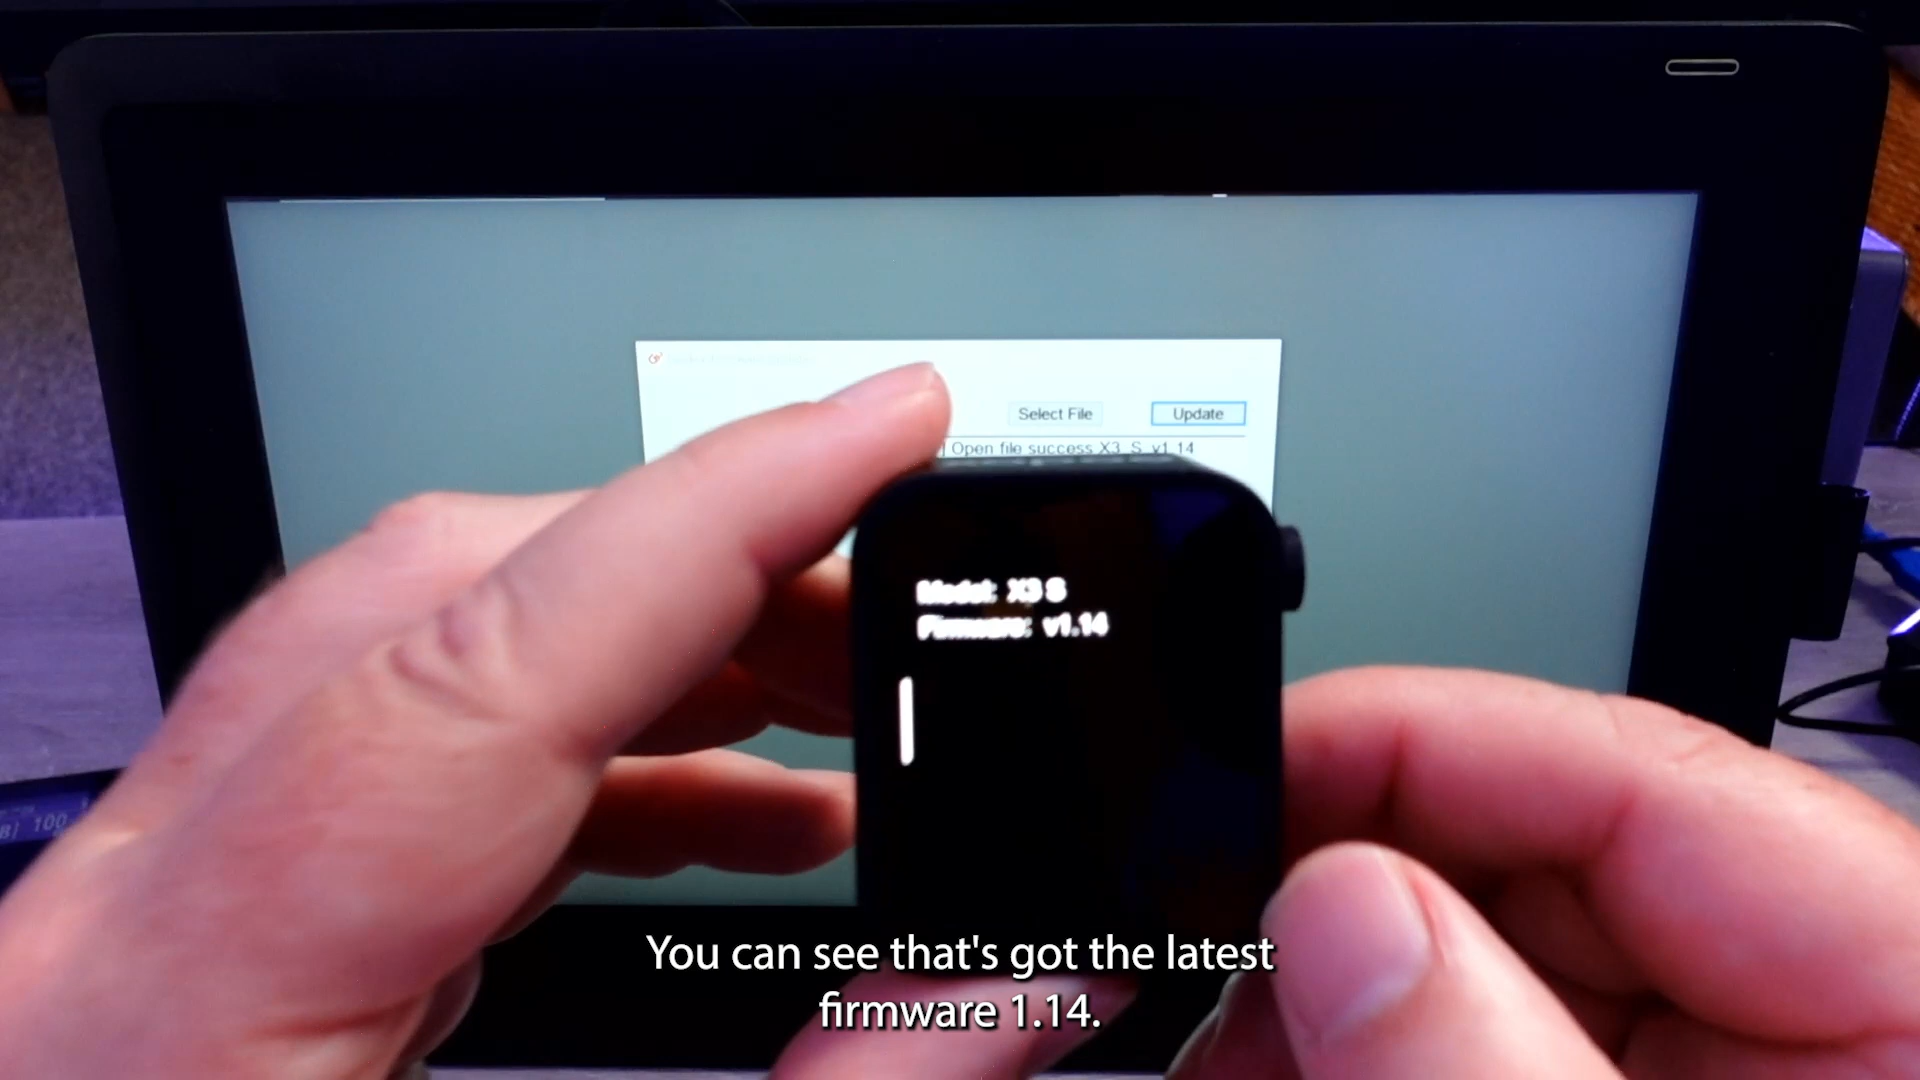 Select File
Update
Open file success X3_S_v1.14
Model: X3 S
Firmware: v1.14
100
You can see that's got the latest
firmware 1.14.